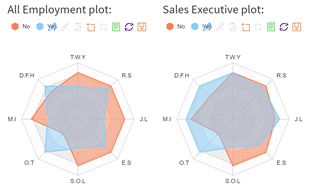 All Employment plot:
No Yes
T.W.Y
D.F.H R.S
M.I J.L
O.T E.S
S.O.L
Sales Executive plot:
No Yes
T.W.Y
D.F.H R.S
M.I J.L
O.T E.S
S.O.L